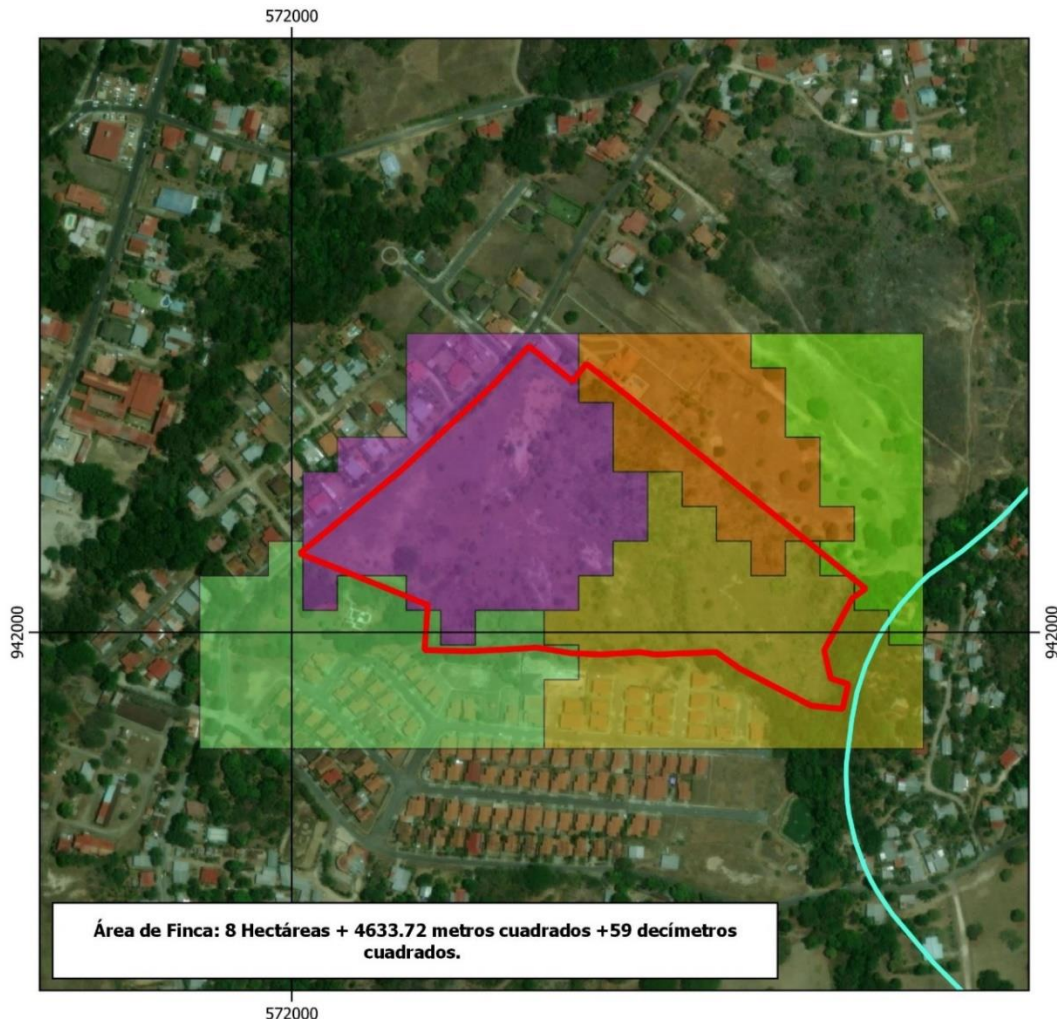 572000
942000
942000
Área de Finca: 8 Hectáreas + 4633.72 metros cuadrados +59 decímetros
cuadrados.
572000